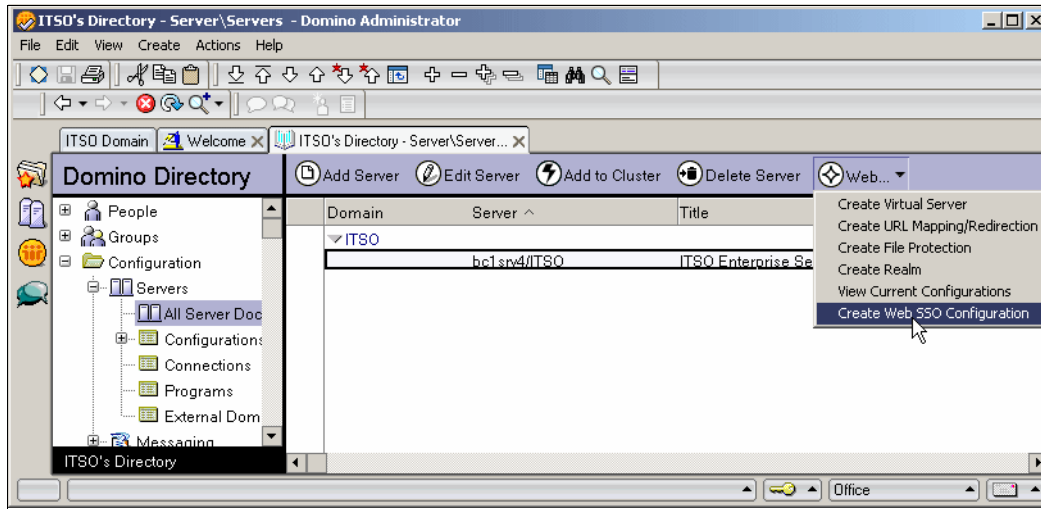 ITSO's Directory - Server\Servers - Domino Administrator
File Edit View Create Actions Help
ITSO Domain Welcome ITSO's Directory - Server\Server...
Domino Directory Add Server Edit Server Add to Cluster Delete Server Web...
People
Groups
Configuration
Servers
All Server Doc
Configurations
Connections
Programs
External Dom
Messaging
ITSO's Directory
Domain Server Title
ITSO
bc1srv4/ITSO ITSO Enterprise Se
Create Virtual Server
Create URL Mapping/Redirection
Create File Protection
Create Realm
View Current Configurations
Create Web SSO Configuration
Office